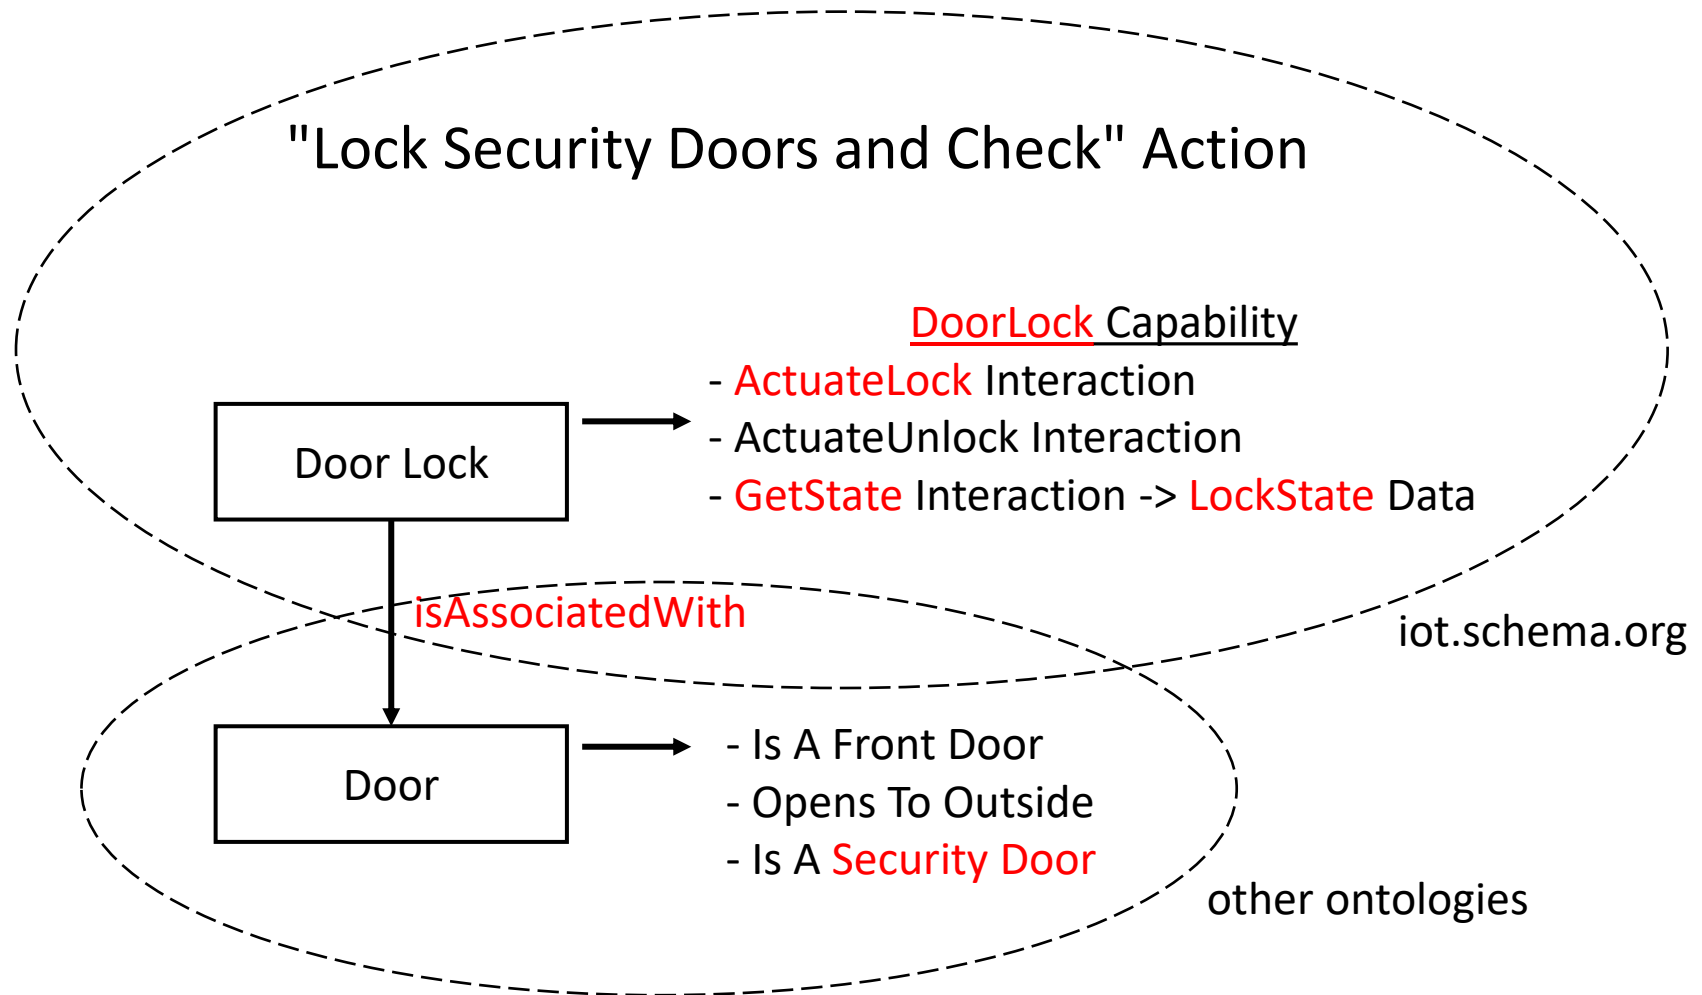 "Lock Security Doors and Check" Action
DoorLock Capability
- ActuateLock Interaction
- ActuateUnlock Interaction
- GetState Interaction -> LockState Data
Door Lock
isAssociatedWith
iot.schema.org
Door
- Is A Front Door
- Opens To Outside
- Is A Security Door
other ontologies